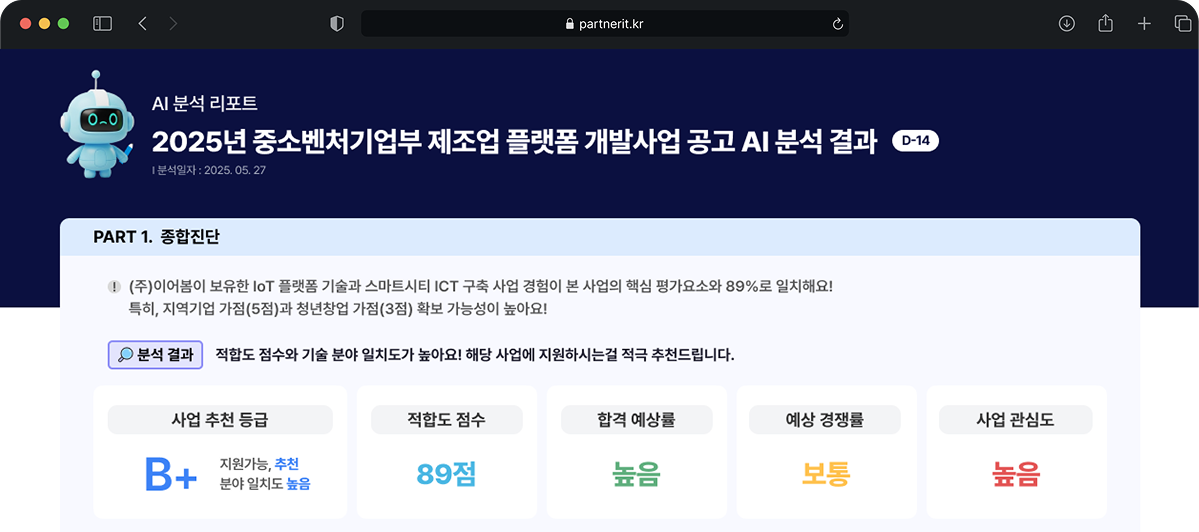 partnerit.kr
AI 분석 리포트
2025년 중소벤처기업부 제조업 플랫폼 개발사업 공고 AI 분석 결과 D-14
I 분석일자 : 2025. 05. 27
PART 1. 종합진단
(주)이어봄이 보유한 IoT 플랫폼 기술과 스마트시티 ICT 구축 사업 경험이 본 사업의 핵심 평가요소와 89%로 일치해요!
특히, 지역기업 가점(5점)과 청년창업 가점(3점) 확보 가능성이 높아요!
분석 결과 적합도 점수와 기술 분야 일치도가 높아요! 해당 사업에 지원하시는걸 적극 추천드립니다.
사업 추천 등급 적합도 점수 합격 예상률 예상 경쟁률 사업 관심도
B+ 지원가능, 추천
분야 일치도 높음
89점 높음 보통 높음